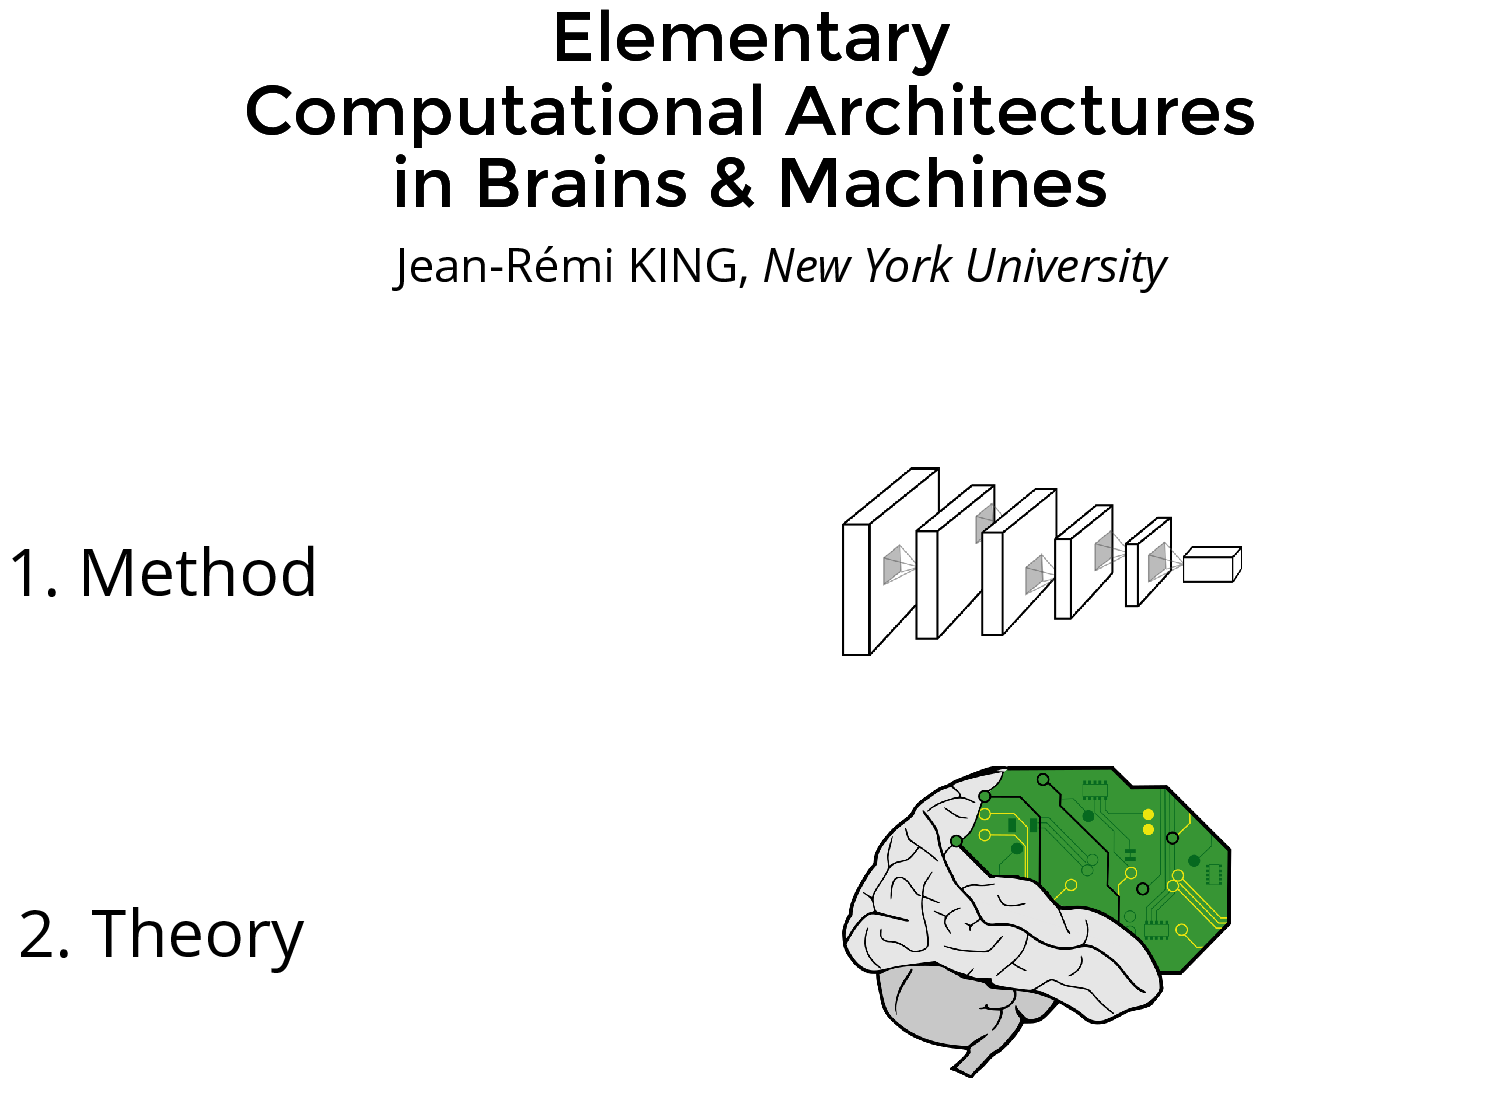 Elementary
Computational Architectures
in Brains & Machines
Jean-Rémi KING, New York University
1. Method
2. Theory